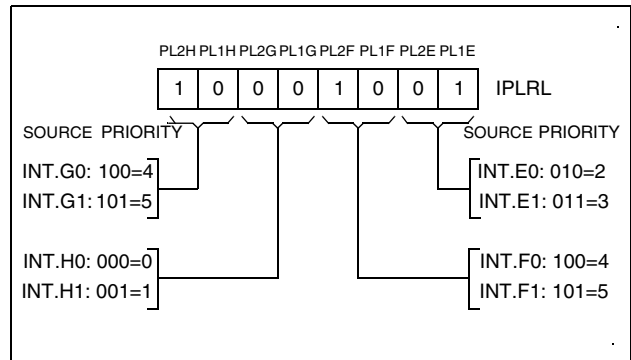 PL2H PL1H PL2G PL1G PL2F PL1F PL2E PL1E
1 0 0 0 1 0 0 1 IPLRL
SOURCE PRIORITY SOURCE PRIORITY
INT.G0: 100=4 INT.E0: 010=2
INT.G1: 101=5 INT.E1: 011=3
INT.H0: 000=0 INT.F0: 100=4
INT.H1: 001=1 INT.F1: 101=5